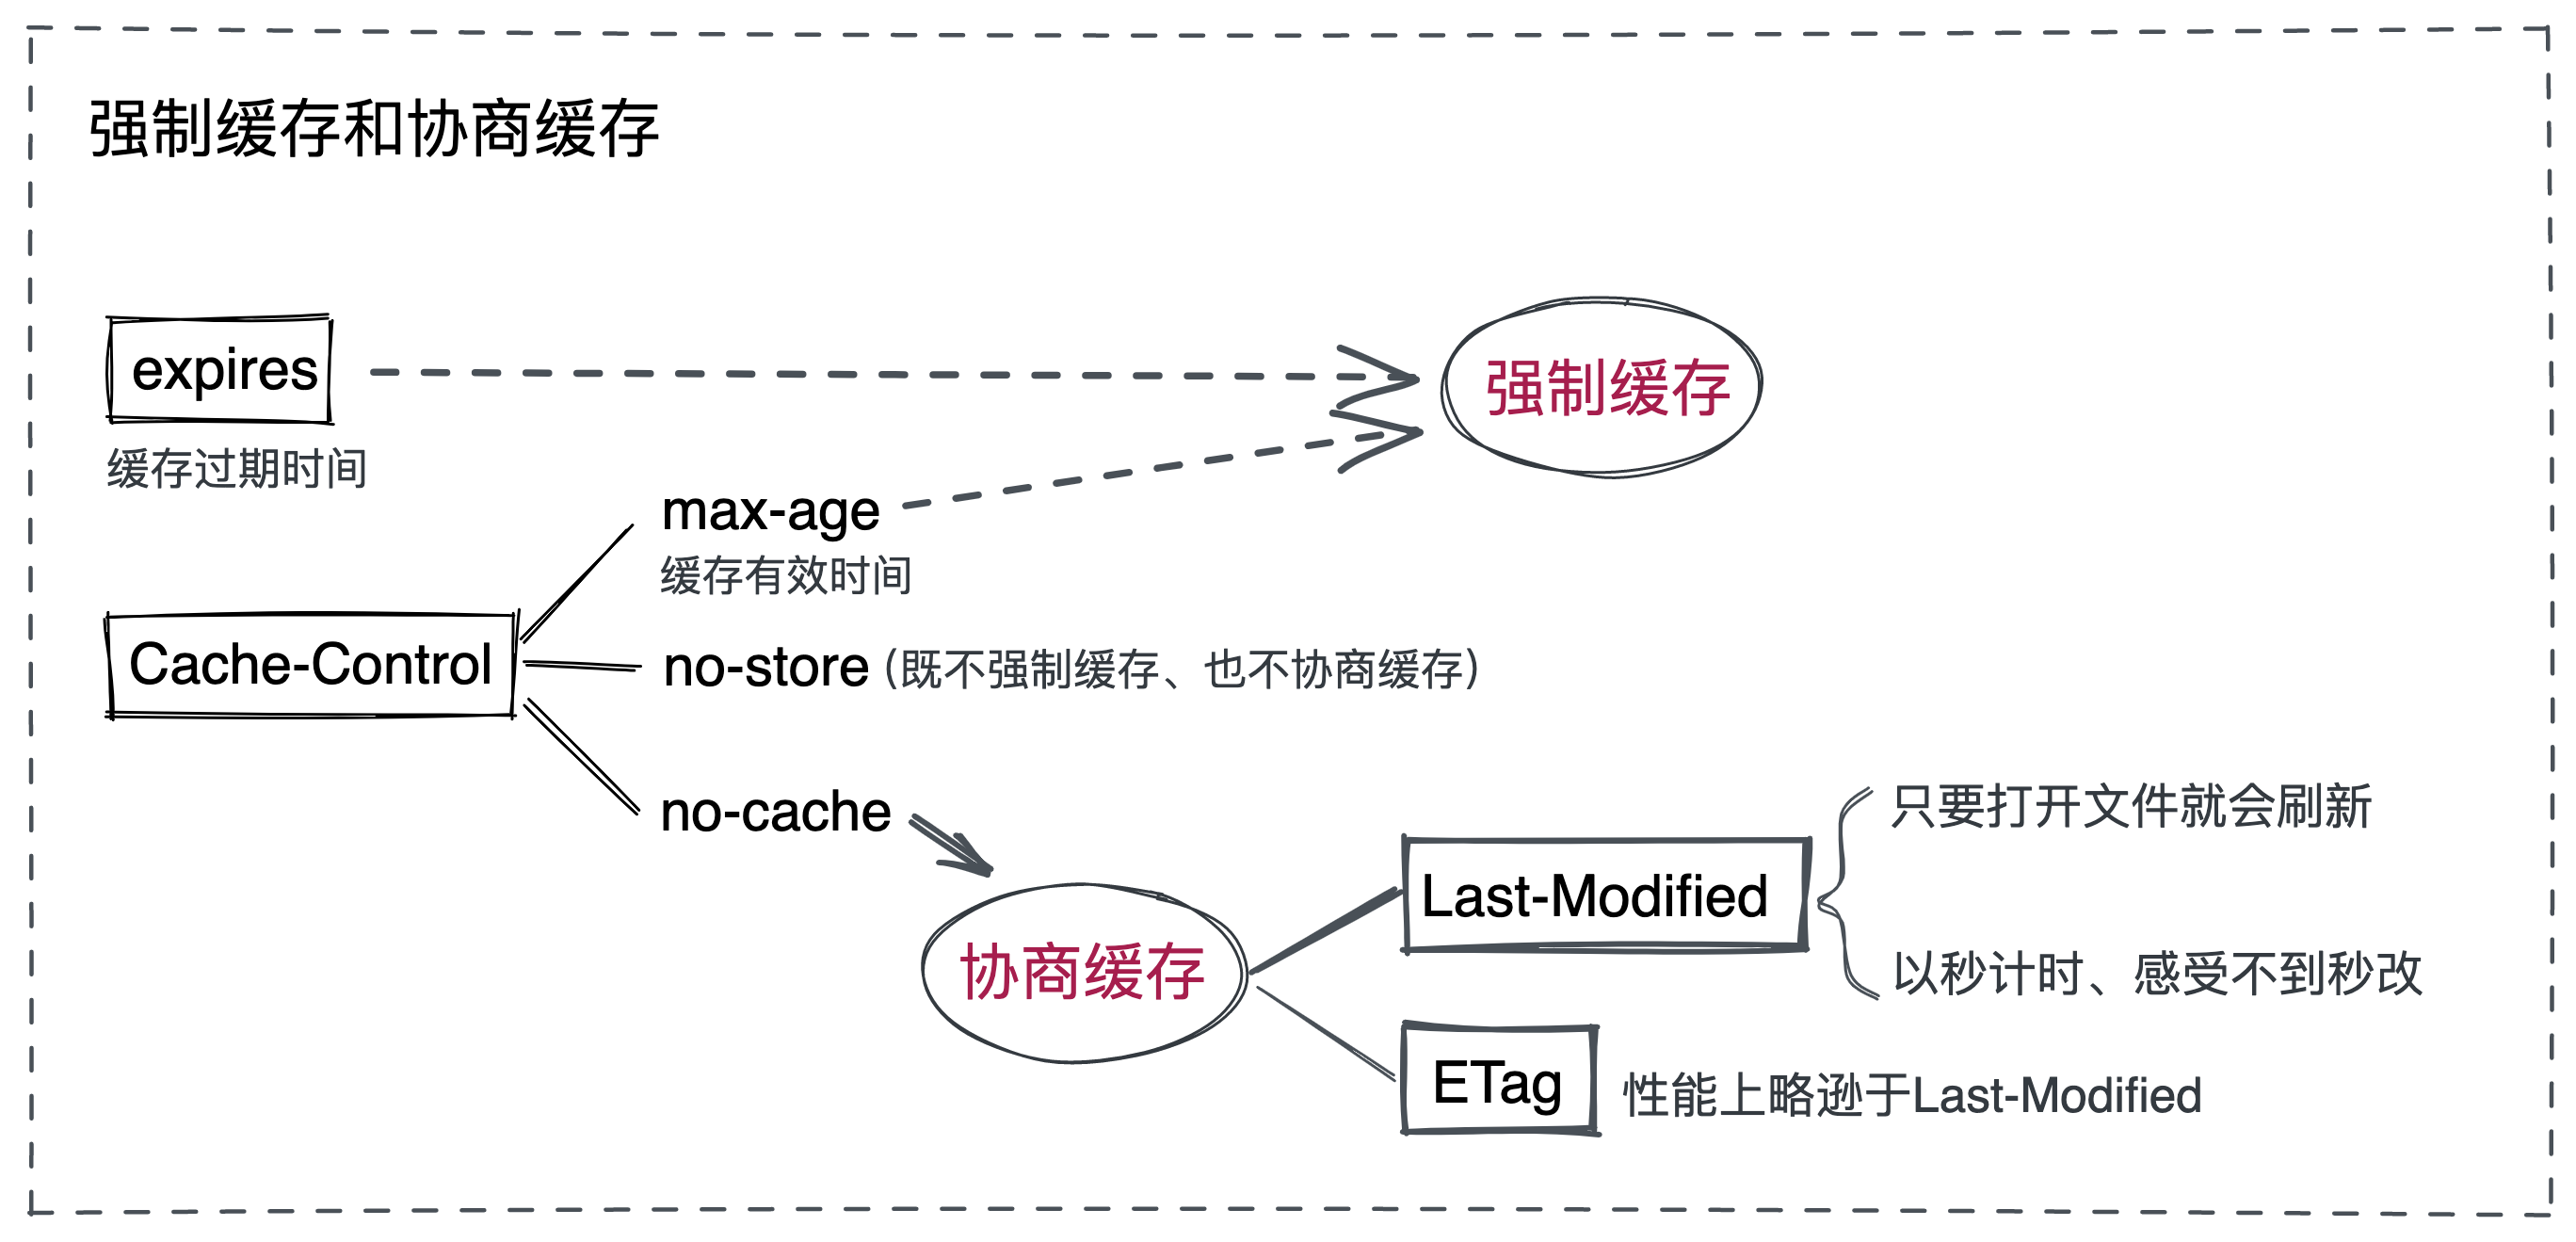 强制缓存和协商缓存
expires
强制缓存
缓存过期时间
max-age
缓存有效时间
Cache-Control
no-store (既不强制缓存、也不协商缓存)
no-cache
只要打开文件就会刷新
Last-Modified
协商缓存
以秒计时、感受不到秒改
ETag
性能上略逊于Last-Modified